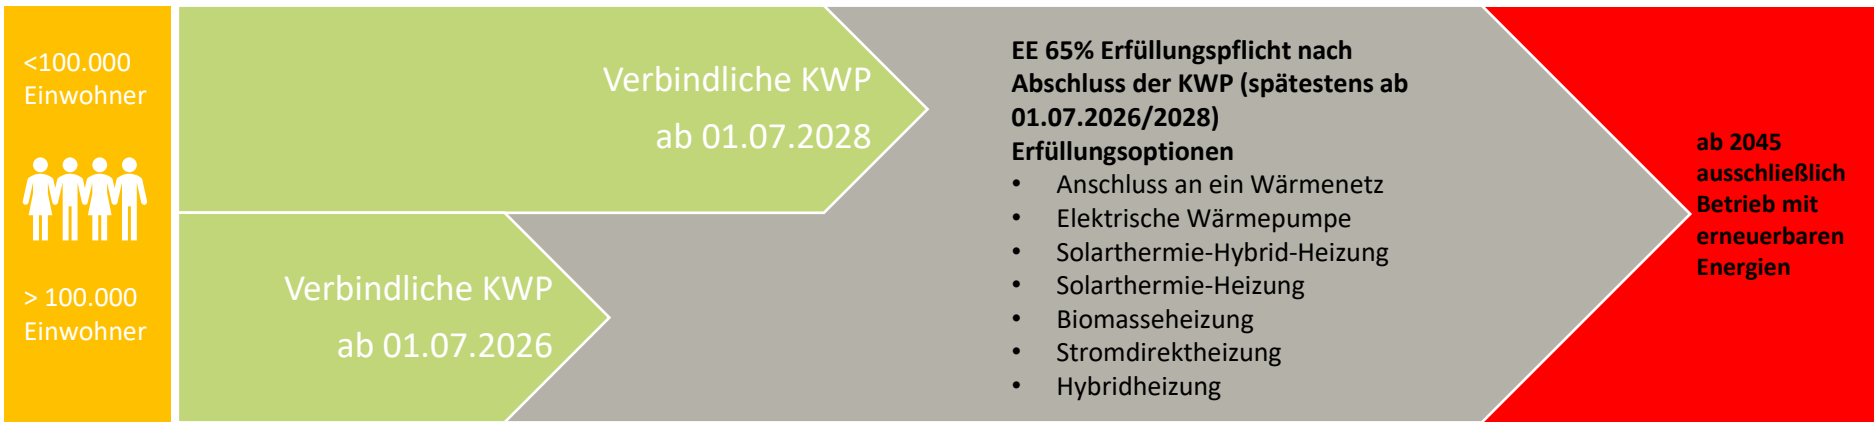 <100.000
Einwohner
> 100.000
Einwohner
Verbindliche KWP
ab 01.07.2028
Verbindliche KWP
ab 01.07.2026
EE 65% Erfüllungspflicht nach
Abschluss der KWP (spätestens ab
01.07.2026/2028)
Erfüllungsoptionen
• Anschluss an ein Wärmenetz
• Elektrische Wärmepumpe
• Solarthermie-Hybrid-Heizung
• Solarthermie-Heizung
• Biomasseheizung
• Stromdirektheizung
• Hybridheizung
ab 2045
ausschließlich
Betrieb mit
erneuerbaren
Energien